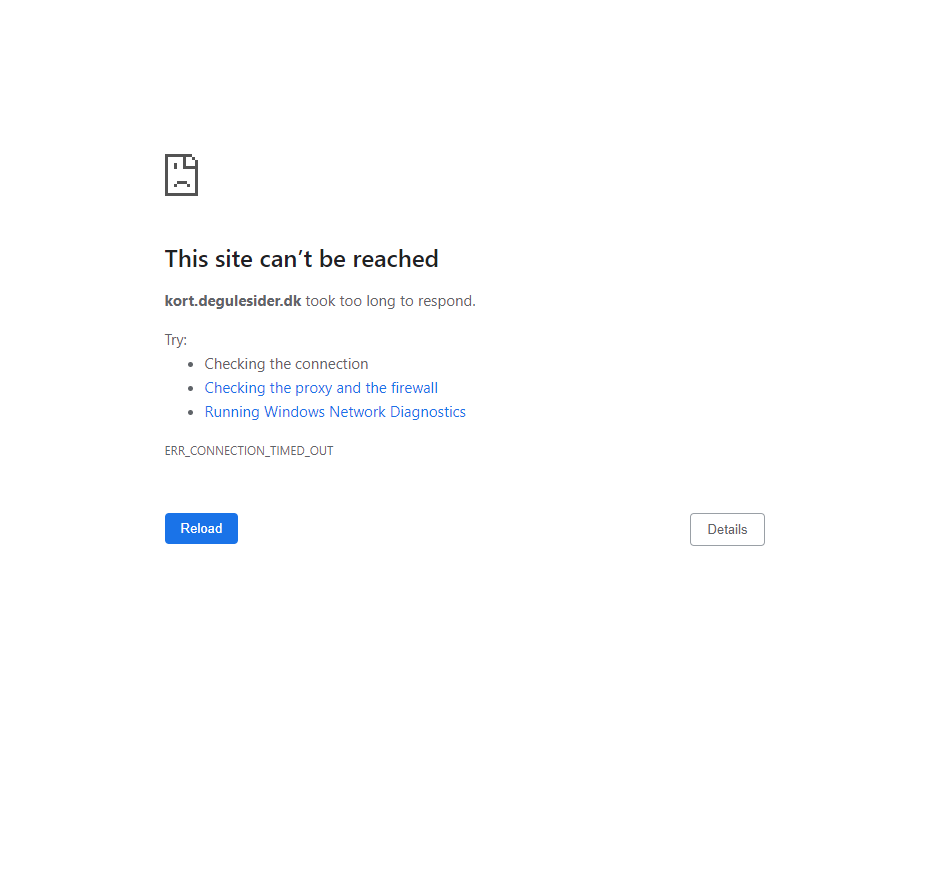 This site can’t be reached
kort.degulesider.dk took too long to respond.
Try:
Checking the connection
Checking the proxy and the firewall
Running Windows Network Diagnostics
ERR_CONNECTION_TIMED_OUT
Reload
Details